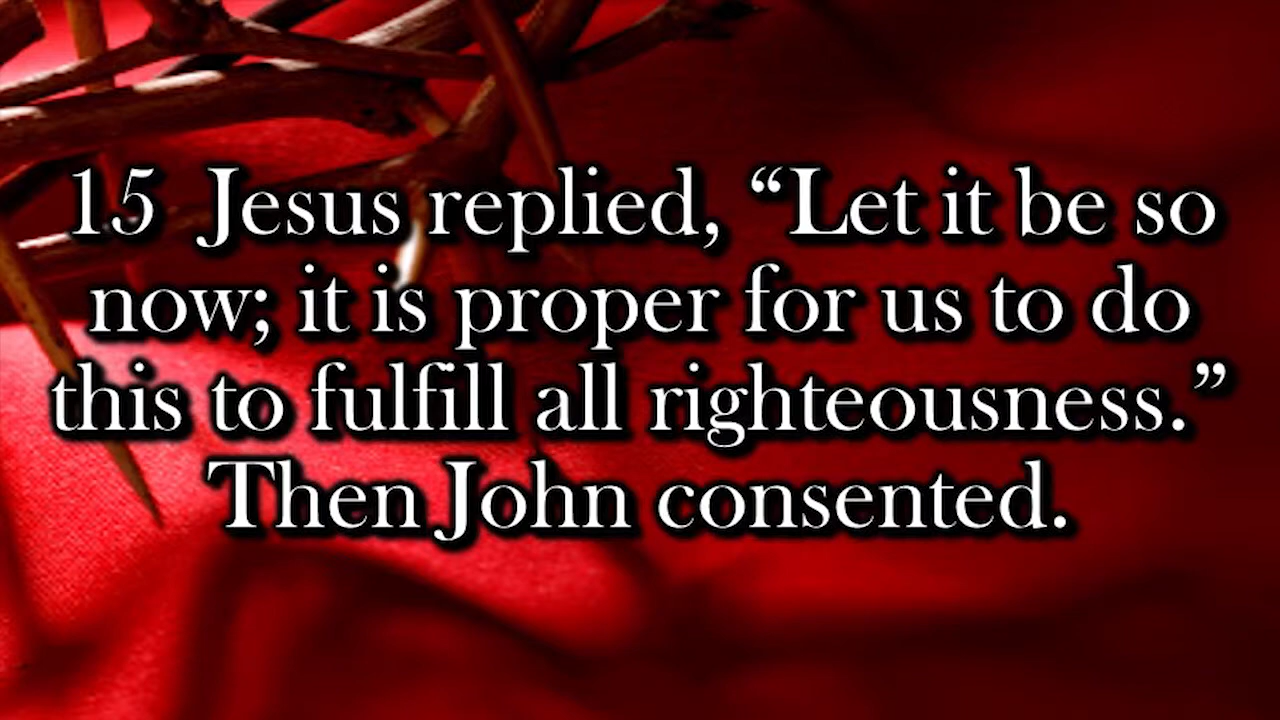 15  Jesus replied, “Let it be so
now; it is proper for us to do
this to fulfill all righteousness.”
Then John consented.